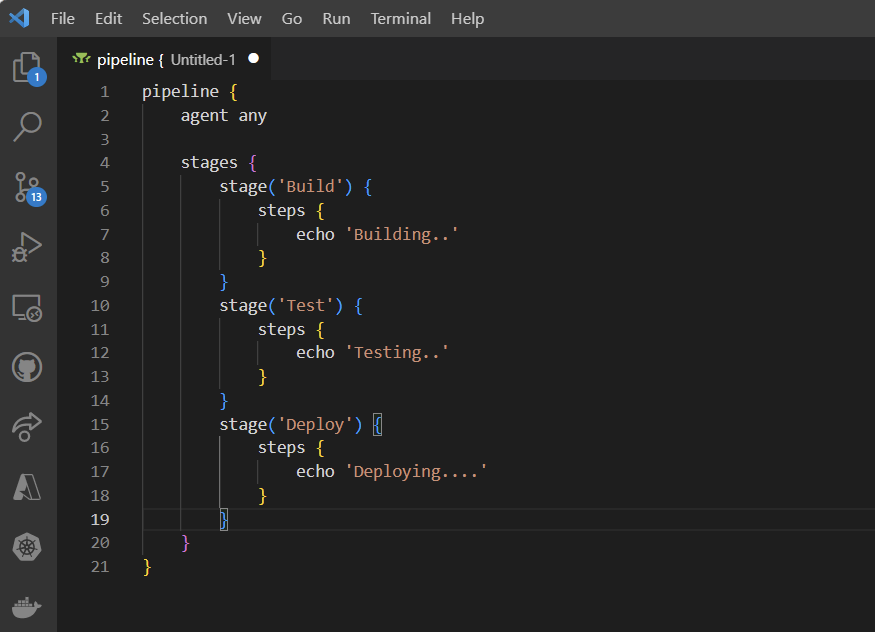 File Edit Selection View Go Run Terminal Help
pipeline { Untitled-1
1
13
1 pipeline {
2     agent any
3
4     stages {
5         stage('Build') {
6             steps {
7                 echo 'Building..'
8             }
9         }
10         stage('Test') {
11             steps {
12                 echo 'Testing..'
13             }
14         }
15         stage('Deploy') {
16             steps {
17                 echo 'Deploying....'
18             }
19         }
20     }
21 }